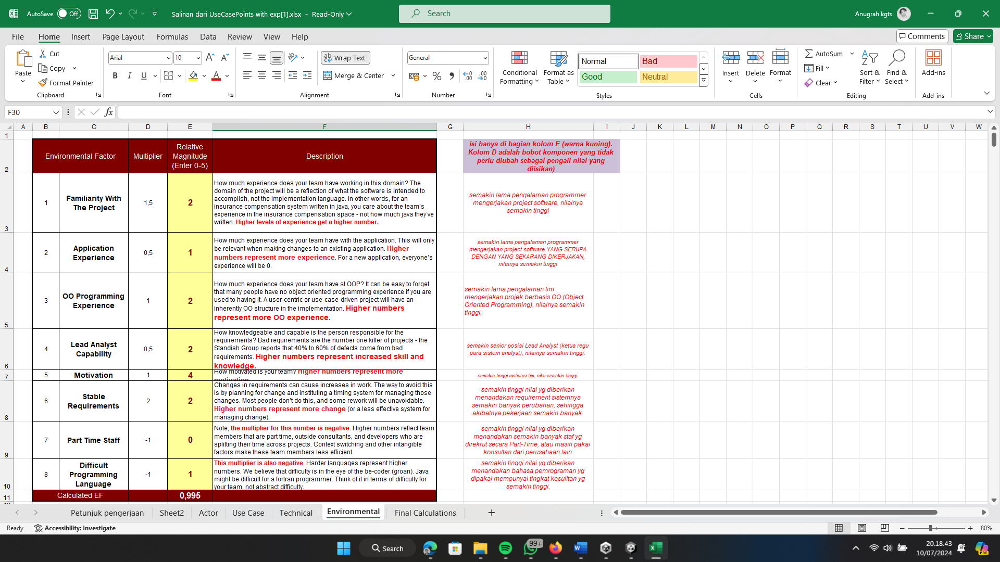 AutoSave Off Salinan dari UseCasePoints with exp[1].xlsx - Read-Only Search Anugrah kgts
File Home Insert Page Layout Formulas Data Review View Help Comments Share
Paste Cut Copy Format Painter Clipboard
Arial 10 B I U Font
Wrap Text Merge & Center Alignment
General % Number
Conditional Formatting Format as Table Normal Bad Good Neutral Styles
Insert Delete Format Cells
AutoSum Fill Clear Sort & Filter Find & Select Editing
Add-ins Add-ins
F30 fx
A B C D E F G H I J K L M N O P Q R S T U V W
1
2
Environmental Factor
Multiplier
Relative
Magnitude
(Enter 0-5)
Description
isi hanya di bagian kolom E (warna kuning).
Kolom D adalah bobot komponen yang tidak
perlu diubah sebagai pengali nilai yang
diisikan)
3
1
Familiarity With
The Project
1,5
2
How much experience does your team have working in this domain? The
domain of the project will be a reflection of what the software is intended to
accomplish, not the implementation language. In other words, for an
insurance compensation system written in java, you care about the team's
experience in the insurance compensation space - not how much java they've
written. Higher levels of experience get a higher number.
semakin lama pengalaman programmer
mengerjakan project software, nilainya
semakin tinggi
4
2
Application
Experience
0,5
1
How much experience does your team have with the application. This will only
be relevant when making changes to an existing application. Higher
numbers represent more experience. For a new application, everyone's
experience will be 0.
semakin lama pengalaman programmer
mengerjakan project software YANG SERUPA
DENGAN YANG SEKARANG DIKERJAKAN,
nilainya semakin tinggi
5
3
OO Programming
Experience
1
2
How much experience does your team have at OOP? It can be easy to forget
that many people have no object oriented programming experience if you are
used to having it. A user-centric or use-case-driven project will have an
inherently OO structure in the implementation. Higher numbers
represent more OO experience.
semakin lama pengalaman tim
mengerjakan projek berbasis OO (Object
Oriented Programming), nilainya semakin
tinggi.
6
4
Lead Analyst
Capability
0,5
2
How knowledgeable and capable is the person responsible for the
requirements? Bad requirements are the number one killer of projects - the
Standish Group reports that 40% to 60% of defects come from bad
requirements. Higher numbers represent increased skill and
knowledge.
semakin senior posisi Lead Analyst (ketua regu
para sistem analyst), nilainya semakin tinggi.
7
5
Motivation
1
4
How motivated is your team? Higher numbers represent more
motivation
semakin tinggi motivasi tim, nilai semakin tinggi.
8
6
Stable
Requirements
2
2
Changes in requirements can cause increases in work. The way to avoid this
is by planning for change and instituting a timing system for managing those
changes. Most people don't do this, and some rework will be unavoidable.
Higher numbers represent more change (or a less effective system for
managing change).
semakin tinggi nilai yg diberikan
menandakan requirement sistemnya
semakin banyak perubahan, sehingga
akibatnya pekerjaan semakin banyak.
9
7
Part Time Staff
-1
0
Note, the multiplier for this number is negative. Higher numbers reflect team
members that are part time, outside consultants, and developers who are
splitting their time across projects. Context switching and other intangible
factors make these team members less efficient.
semakin tinggi nilai yg diberikan
menandakan semakin banyak staf yg
direkrut secara Part-Time, atau masih pakai
konsultan dari perusahaan lain
10
8
Difficult
Programming
Language
-1
1
This multiplier is also negative. Harder languages represent higher
numbers. We believe that difficulty is in the eye of the be-coder (groan). Java
might be difficult for a fortran programmer. Think of it in terms of difficulty for
your team, not abstract difficulty.
semakin tinggi nilai yg diberikan
menandakan bahasa pemrograman yg
dipakai mempunyai tingkat kesulitan yg
semakin tinggi.
11
Calculated EF
0,995
Petunjuk pengerjaan Sheet2 Actor Use Case Technical Environmental Final Calculations
Ready Accessibility: Investigate 80%
Search 99+ 20.18.43
10/07/2024
PRE